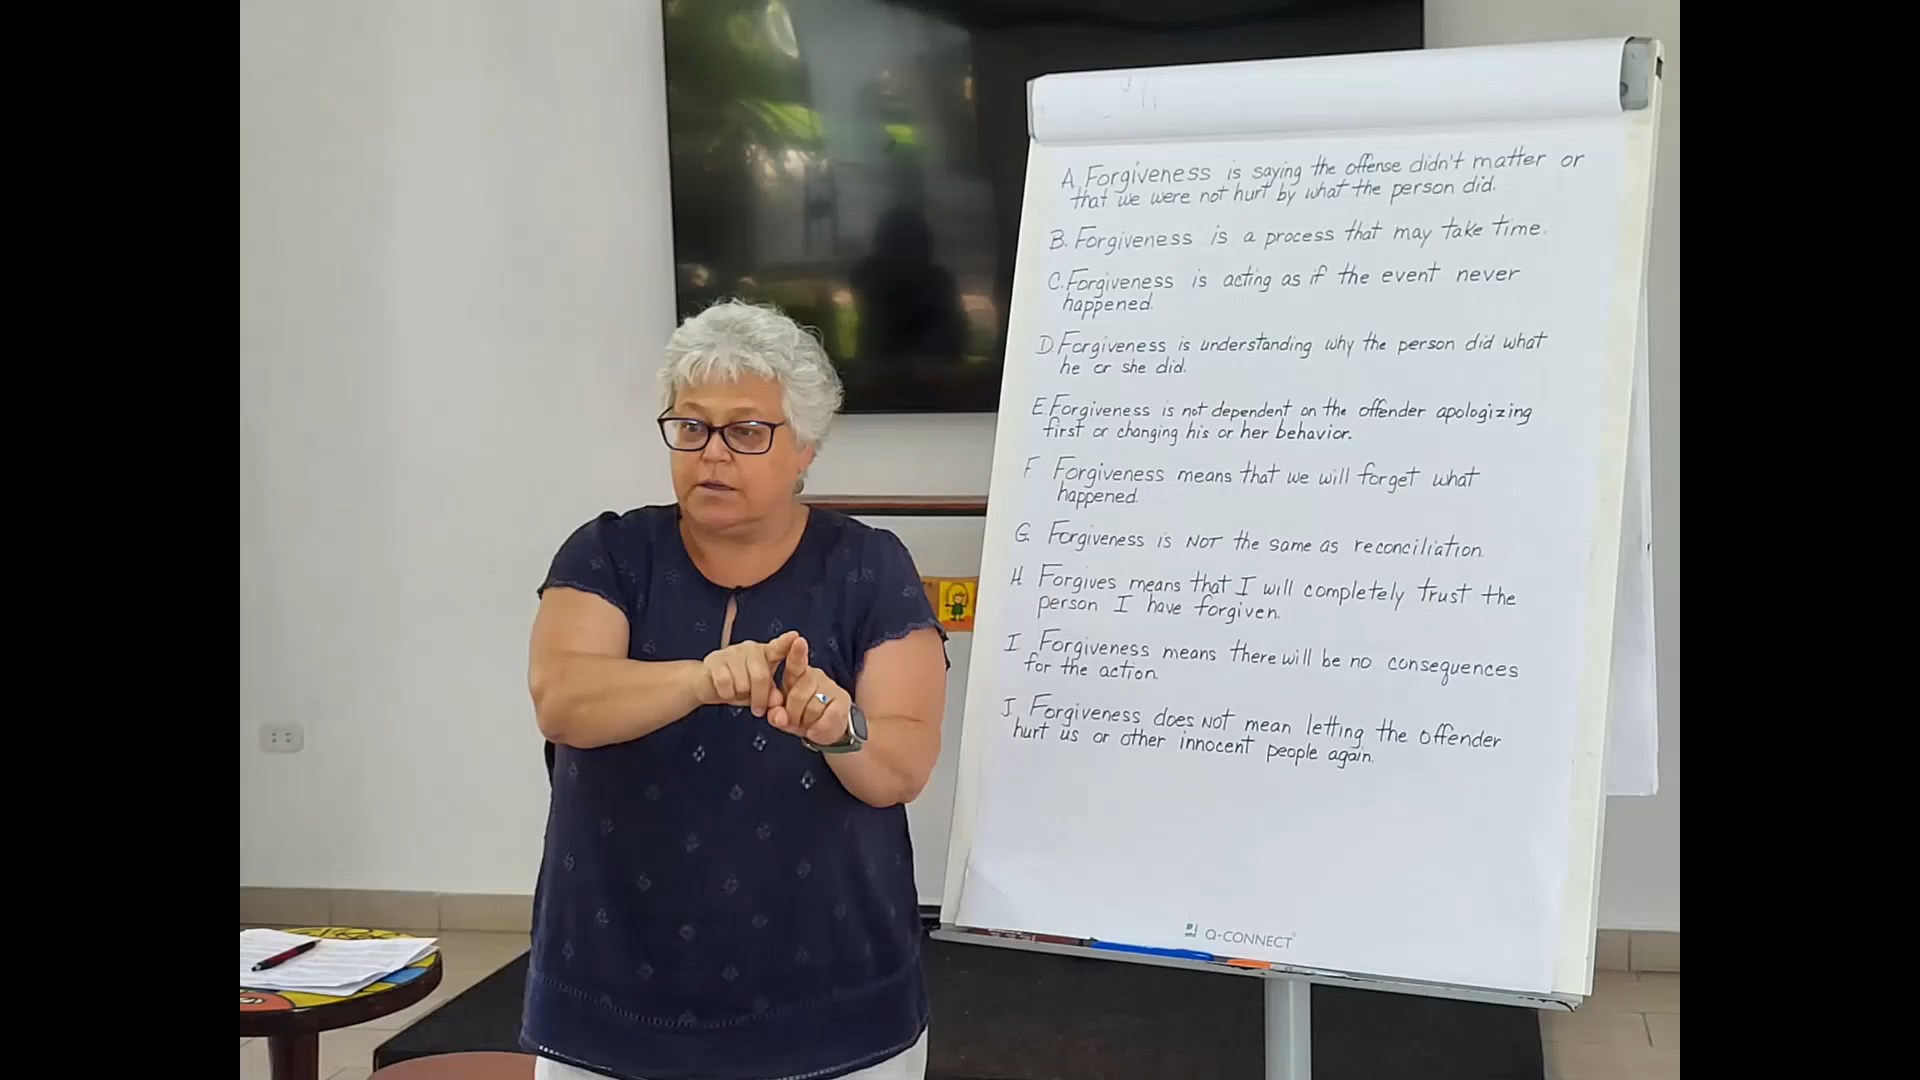 A. Forgiveness is saying the offense didn't matter or
that we were not hurt by what the person did.
B. Forgiveness is a process that may take time.
C. Forgiveness is acting as if the event never
happened.
D. Forgiveness is understanding why the person did what
he or she did.
E. Forgiveness is not dependent on the offender apologizing
first or changing his or her behavior.
F. Forgiveness means that we will forget what
happened.
G. Forgiveness is NOT the same as reconciliation.
H. Forgives means that I will completely trust the
person I have forgiven.
I. Forgiveness means there will be no consequences
for the action.
J. Forgiveness does NOT mean letting the offender
hurt us or other innocent people again.
Q-CONNECT